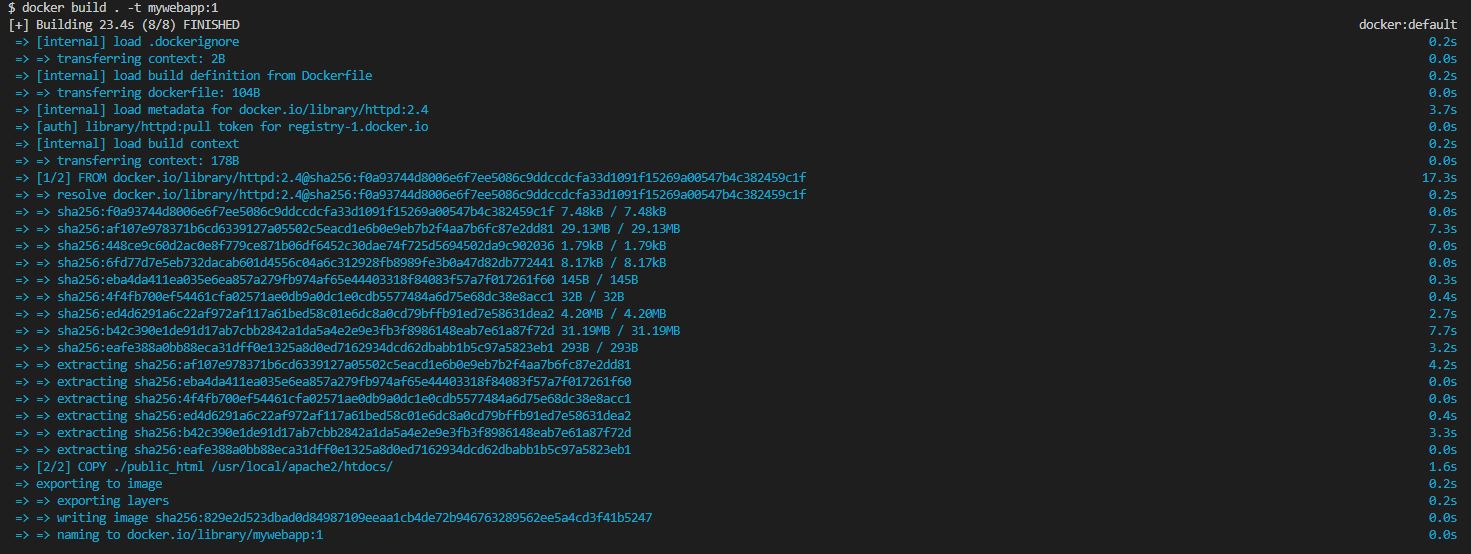 $ docker build . -t mywebapp:1
[+] Building 23.4s (8/8) FINISHED docker:default
=> [internal] load .dockerignore 0.2s
=> => transferring context: 2B 0.0s
=> [internal] load build definition from Dockerfile 0.2s
=> => transferring dockerfile: 104B 0.0s
=> [internal] load metadata for docker.io/library/httpd:2.4 3.7s
=> [auth] library/httpd:pull token for registry-1.docker.io 0.0s
=> [internal] load build context 0.2s
=> => transferring context: 178B 0.0s
=> [1/2] FROM docker.io/library/httpd:2.4@sha256:f0a93744d8006e6f7ee5086c9ddccdcfa33d1091f15269a00547b4c382459c1f 17.3s
=> => resolve docker.io/library/httpd:2.4@sha256:f0a93744d8006e6f7ee5086c9ddccdcfa33d1091f15269a00547b4c382459c1f 0.2s
=> => sha256:f0a93744d8006e6f7ee5086c9ddccdcfa33d1091f15269a00547b4c382459c1f 7.48kB / 7.48kB 0.0s
=> => sha256:af107e978371b6cd6339127a05502c5eacd1e6b0e9eb7b2f4aa7b6fc87e2dd81 29.13MB / 29.13MB 7.3s
=> => sha256:448ce9c60d2ac0e8f779ce871b06df6452c30dae74f725d5694502da9c902036 1.79kB / 1.79kB 0.0s
=> => sha256:6fd77d7e5eb732dacab601d4556c04a6c312928fb8989fe3b0a47d82db772441 8.17kB / 8.17kB 0.0s
=> => sha256:eba4da411ea035e6ea857a279fb974af65e44403318f84083f57a7f017261f60 145B / 145B 0.3s
=> => sha256:4f4fb700ef54461cfa02571ae0db9a0dc1e0cdb5577484a6d75e68dc38e8acc1 32B / 32B 0.4s
=> => sha256:ed4d6291a6c22af972af117a61bed58c01e6dc8a0cd79bffb91ed7e58631dea2 4.20MB / 4.20MB 2.7s
=> => sha256:b42c390e1de91d17ab7cbb2842a1da5a4e2e9e3fb3f8986148eab7e61a87f72d 31.19MB / 31.19MB 7.7s
=> => sha256:eafe388a0bb88eca31dff0e1325a8d0ed7162934dcd62dbabb1b5c97a5823eb1 293B / 293B 3.2s
=> => extracting sha256:af107e978371b6cd6339127a05502c5eacd1e6b0e9eb7b2f4aa7b6fc87e2dd81 4.2s
=> => extracting sha256:eba4da411ea035e6ea857a279fb974af65e44403318f84083f57a7f017261f60 0.0s
=> => extracting sha256:4f4fb700ef54461cfa02571ae0db9a0dc1e0cdb5577484a6d75e68dc38e8acc1 0.0s
=> => extracting sha256:ed4d6291a6c22af972af117a61bed58c01e6dc8a0cd79bffb91ed7e58631dea2 0.4s
=> => extracting sha256:b42c390e1de91d17ab7cbb2842a1da5a4e2e9e3fb3f8986148eab7e61a87f72d 3.3s
=> => extracting sha256:eafe388a0bb88eca31dff0e1325a8d0ed7162934dcd62dbabb1b5c97a5823eb1 0.0s
=> [2/2] COPY ./public_html /usr/local/apache2/htdocs/ 1.6s
=> exporting to image 0.2s
=> => exporting layers 0.2s
=> => writing image sha256:829e2d523dbad0d84987109eeaa1cb4de72b946763289562ee5a4cd3f41b5247 0.0s
=> => naming to docker.io/library/mywebapp:1 0.0s